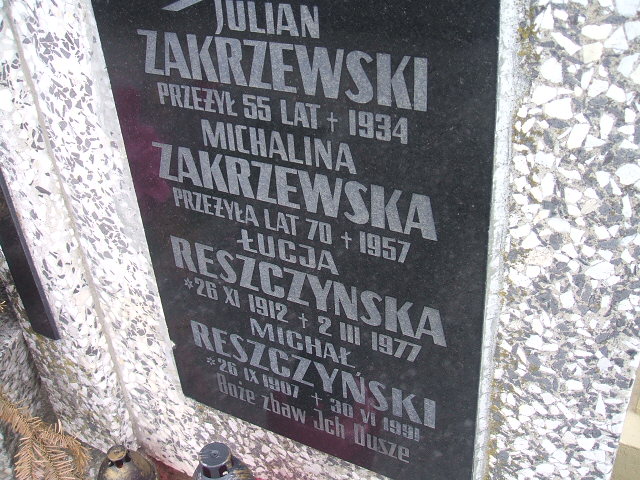 JULIAN
ZAKRZEWSKI
PRZEŻYŁ 55 LAT + 1934
MICHALINA
ZAKRZEWSKA
PRZEŻYŁA LAT 70 + 1957
ŁUCJA
RESZCZYNSKA
*26 XI 1912 + 2 III 1977
MICHAŁ
RESZCZYŃSKI
*26 IX 1907 + 30 VI 1991
Boże zbaw Jch Dusze